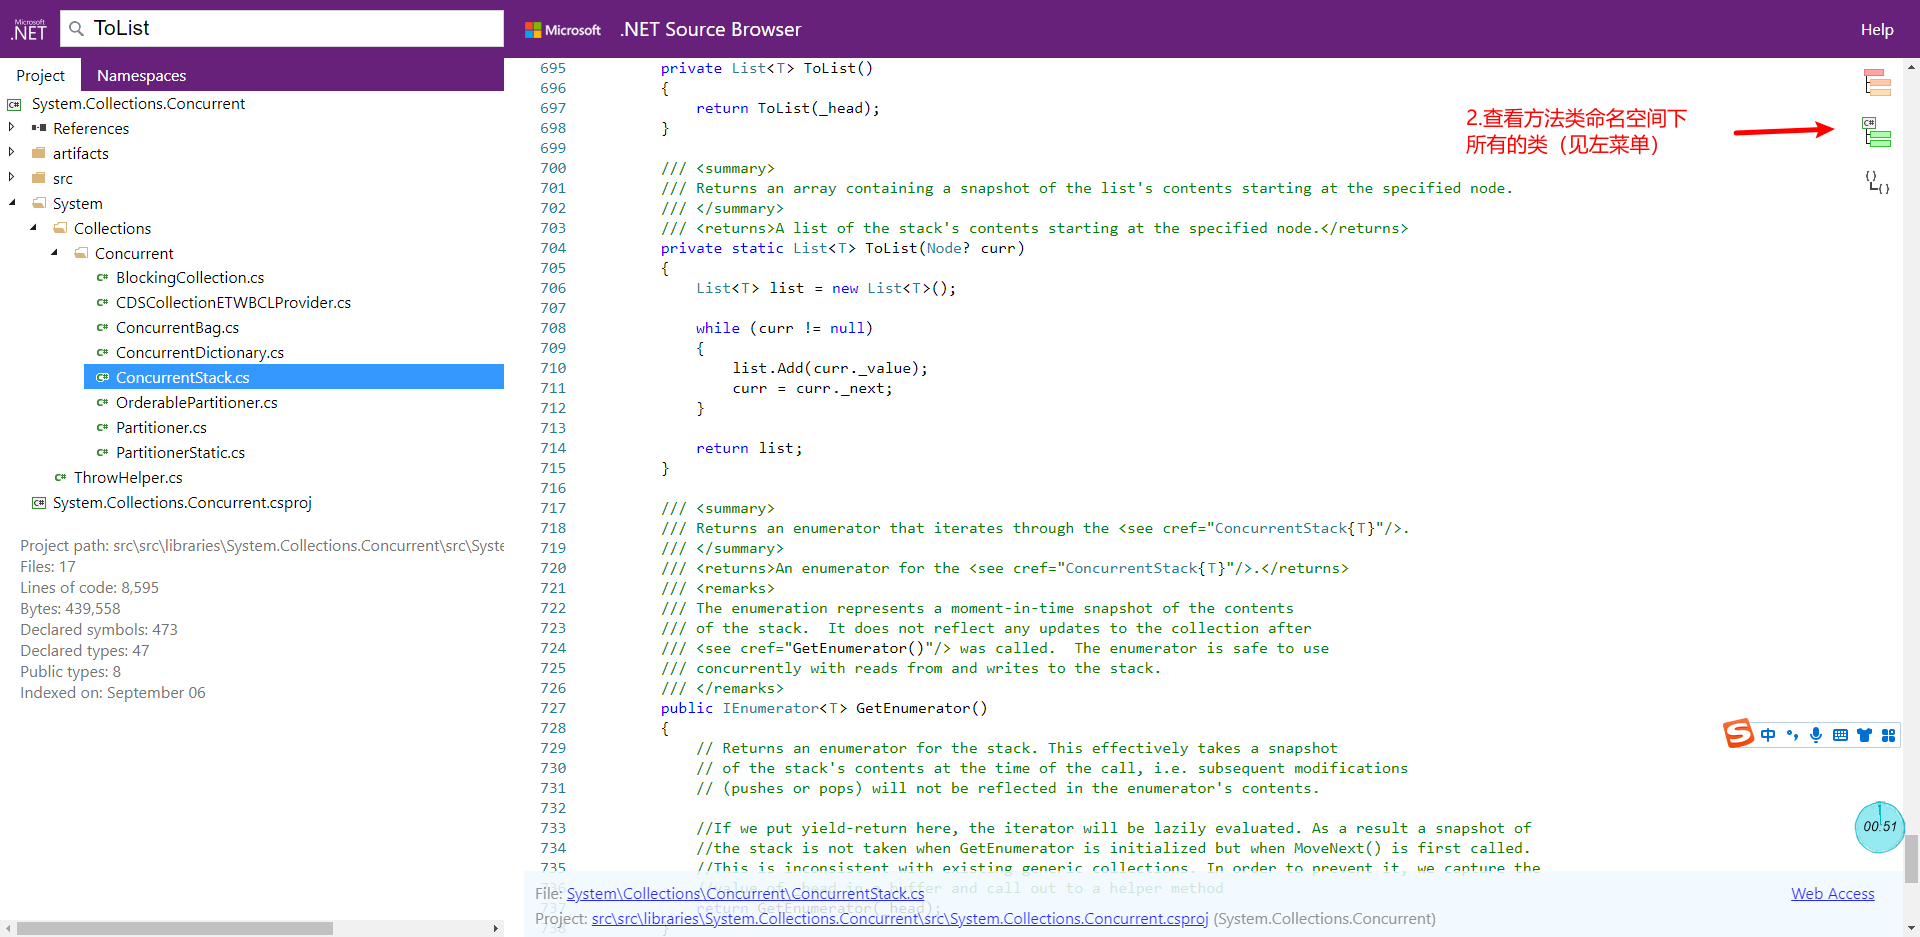 Microsoft
.NET
ToList
Microsoft
.NET Source Browser
Help
Project
Namespaces
System.Collections.Concurrent
References
artifacts
src
System
Collections
Concurrent
BlockingCollection.cs
CDSCollectionETWBCLProvider.cs
ConcurrentBag.cs
ConcurrentDictionary.cs
ConcurrentStack.cs
OrderablePartitioner.cs
Partitioner.cs
PartitionerStatic.cs
ThrowHelper.cs
System.Collections.Concurrent.csproj
Project path: src\src\libraries\System.Collections.Concurrent\src\Syste
Files: 17
Lines of code: 8,595
Bytes: 439,558
Declared symbols: 473
Declared types: 47
Public types: 8
Indexed on: September 06
695 private List<T> ToList()
696 {
697 return ToList(_head);
698 }
699
700 /// <summary>
701 /// Returns an array containing a snapshot of the list's contents starting at the specified node.
702 /// </summary>
703 /// <returns>A list of the stack's contents starting at the specified node.</returns>
704 private static List<T> ToList(Node? curr)
705 {
706 List<T> list = new List<T>();
707
708 while (curr != null)
709 {
710 list.Add(curr._value);
711 curr = curr._next;
712 }
713
714 return list;
715 }
716
717 /// <summary>
718 /// Returns an enumerator that iterates through the <see cref="ConcurrentStack{T}"/>.
719 /// </summary>
720 /// <returns>An enumerator for the <see cref="ConcurrentStack{T}"/>.</returns>
721 /// <remarks>
722 /// The enumeration represents a moment-in-time snapshot of the contents
723 /// of the stack.  It does not reflect any updates to the collection after
724 /// <see cref="GetEnumerator()"/> was called.  The enumerator is safe to use
725 /// concurrently with reads from and writes to the stack.
726 /// </remarks>
727 public IEnumerator<T> GetEnumerator()
728 {
729 // Returns an enumerator for the stack. This effectively takes a snapshot
730 // of the stack's contents at the time of the call, i.e. subsequent modifications
731 // (pushes or pops) will not be reflected in the enumerator's contents.
732
733 //If we put yield-return here, the iterator will be lazily evaluated. As a result a snapshot of
734 //the stack is not taken when GetEnumerator is initialized but when MoveNext() is first called.
735 //This is inconsistent with existing generic collections. In order to prevent it, we capture the
File: System\Collections\Concurrent\ConcurrentStack.cs
Web Access
Project: src\src\libraries\System.Collections.Concurrent\src\System.Collections.Concurrent.csproj (System.Collections.Concurrent)
2.查看方法类命名空间下
所有的类（见左菜单）
C#
中
00:51